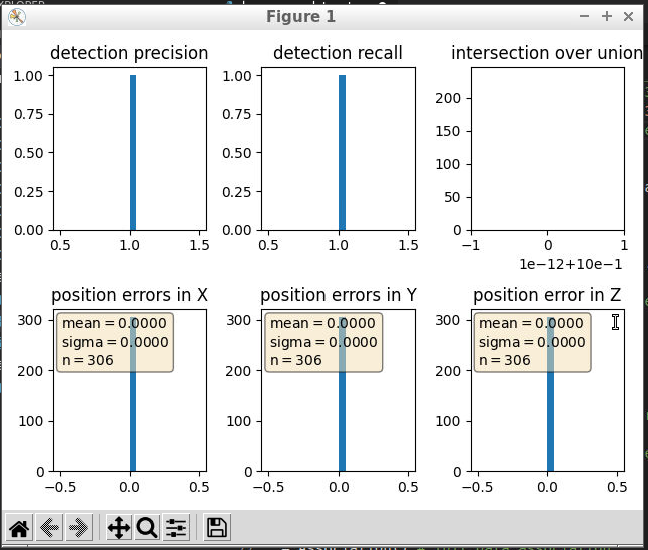 Figure 1
detection precision
detection recall
intersection over union
1.00
0.75
0.50
0.25
0.00
0.5
1.0
1.5
1.00
0.75
0.50
0.25
0.00
0.5
1.0
1.5
200
150
100
50
0
−1
0
1
1e−12+10e−1
position errors in X
position errors in Y
position error in Z
300
200
100
0
mean = 0.0000
sigma = 0.0000
n = 306
−0.5
0.0
0.5
300
200
100
0
mean = 0.0000
sigma = 0.0000
n = 306
−0.5
0.0
0.5
300
200
100
0
mean = 0.0000
sigma = 0.0000
n = 306
−0.5
0.0
0.5